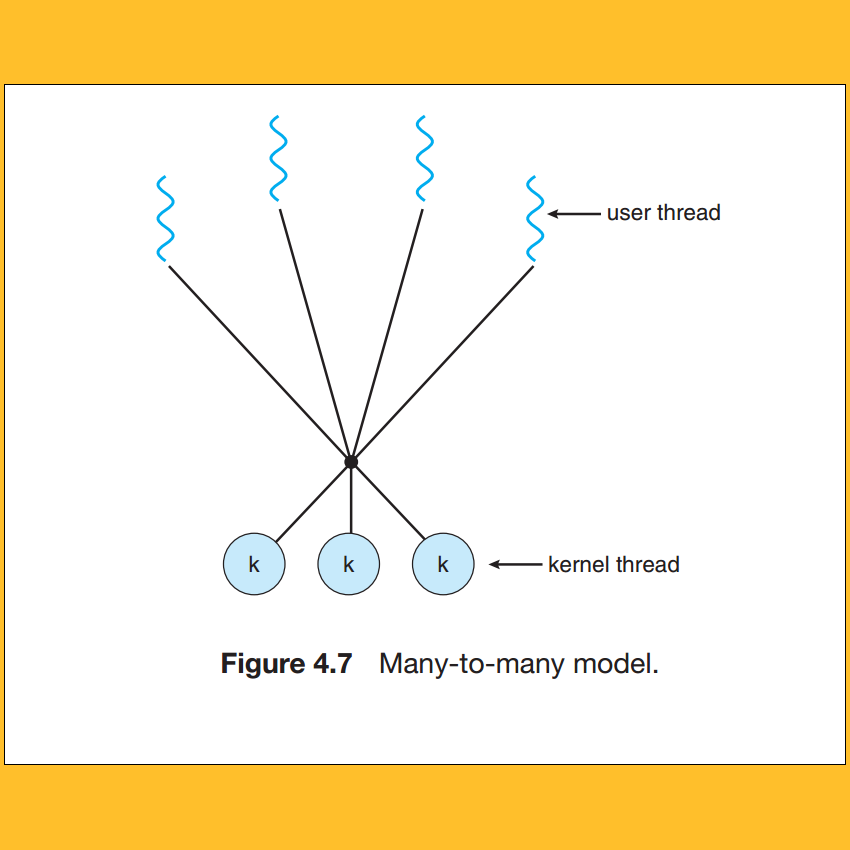 user thread
k k k
kernel thread
Figure 4.7 Many-to-many model.